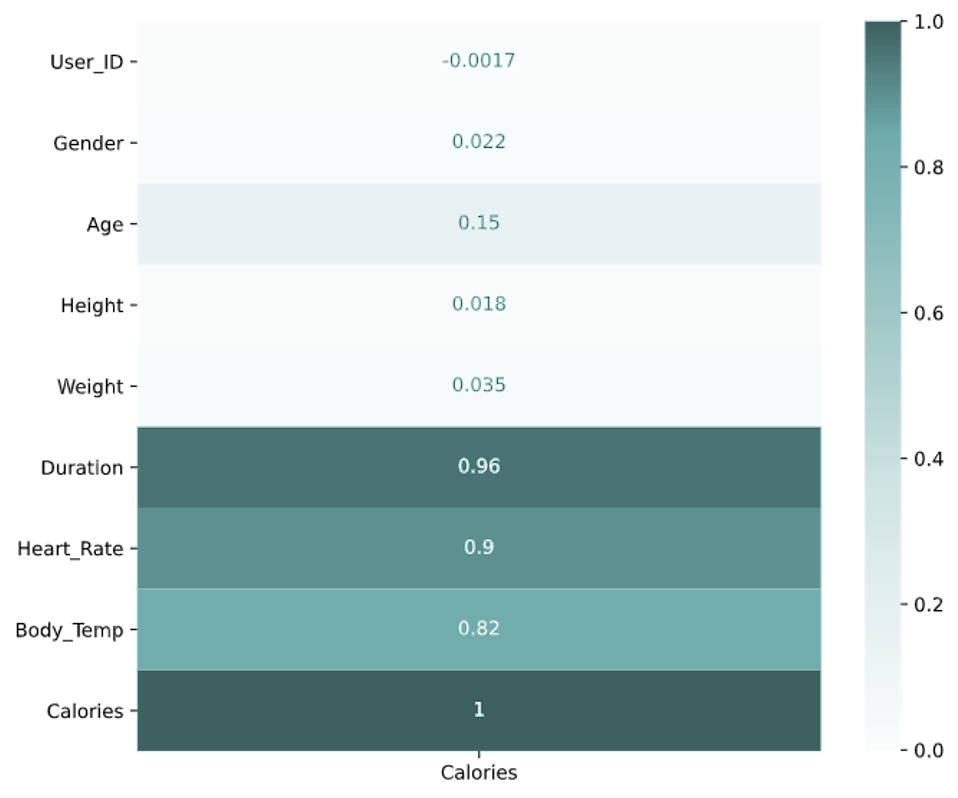 User_ID -0.0017
Gender 0.022
Age 0.15
Height 0.018
Weight 0.035
Duration 0.96
Heart_Rate 0.9
Body_Temp 0.82
Calories 1
Calories
1.0
0.8
0.6
0.4
0.2
0.0